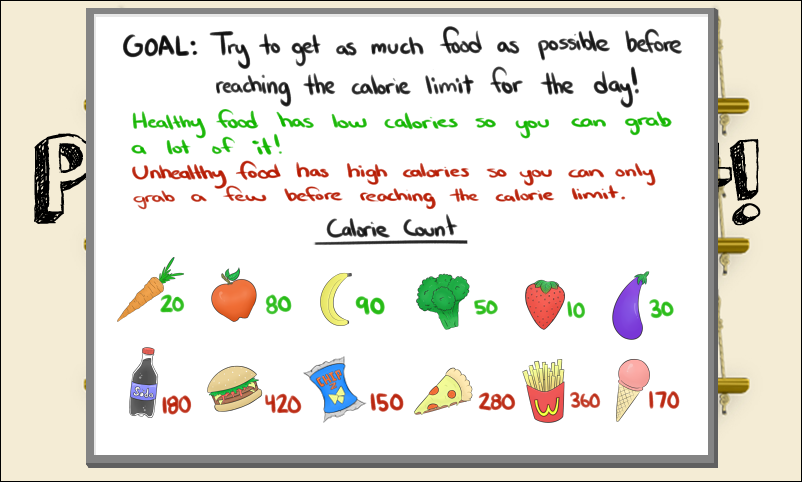 GOAL: Try to get as much food as possible before
reaching the calorie limit for the day!
Healthy food has low calories so you can grab
a lot of it!
Unhealthy food has high calories so you can only
grab a few before reaching the calorie limit.
Calorie Count
20 80 90 50 10 30
Soda 180 420 CHIPS 150 280 W 360 170